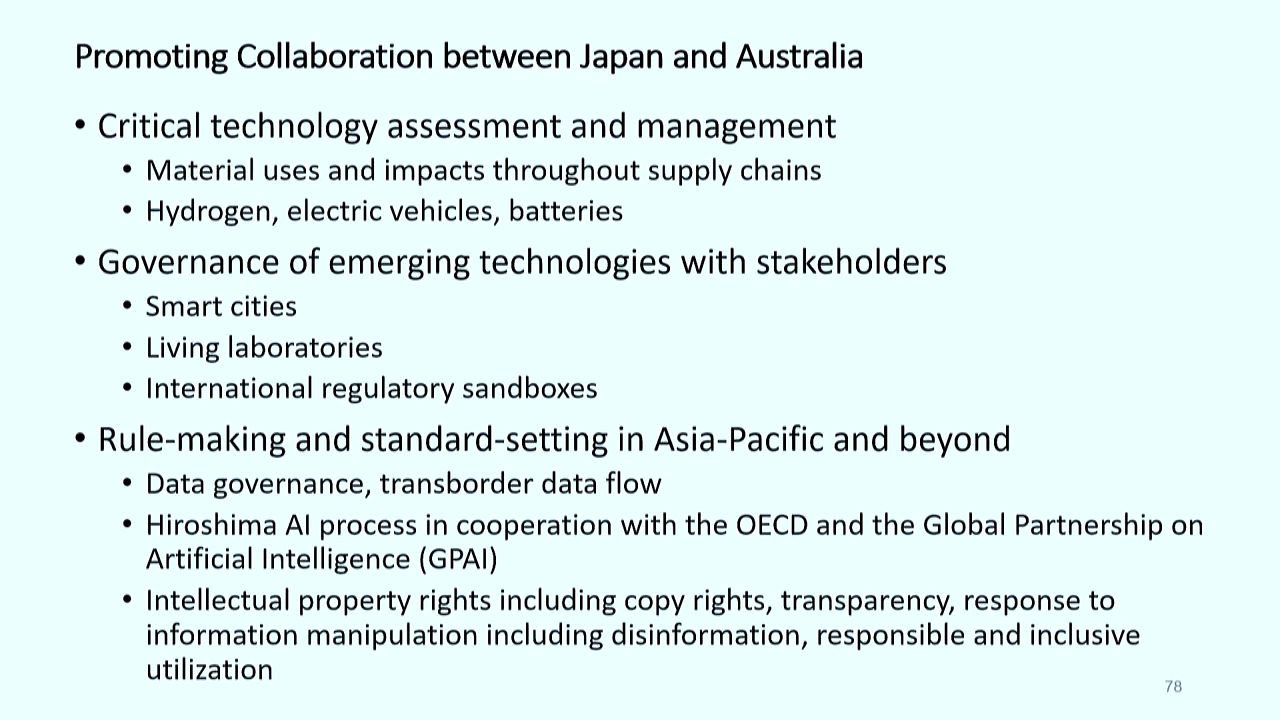 Promoting Collaboration between Japan and Australia
• Critical technology assessment and management
• Material uses and impacts throughout supply chains
• Hydrogen, electric vehicles, batteries
• Governance of emerging technologies with stakeholders
• Smart cities
• Living laboratories
• International regulatory sandboxes
• Rule-making and standard-setting in Asia-Pacific and beyond
• Data governance, transborder data flow
• Hiroshima AI process in cooperation with the OECD and the Global Partnership on
Artificial Intelligence (GPAI)
• Intellectual property rights including copy rights, transparency, response to
information manipulation including disinformation, responsible and inclusive
utilization
78